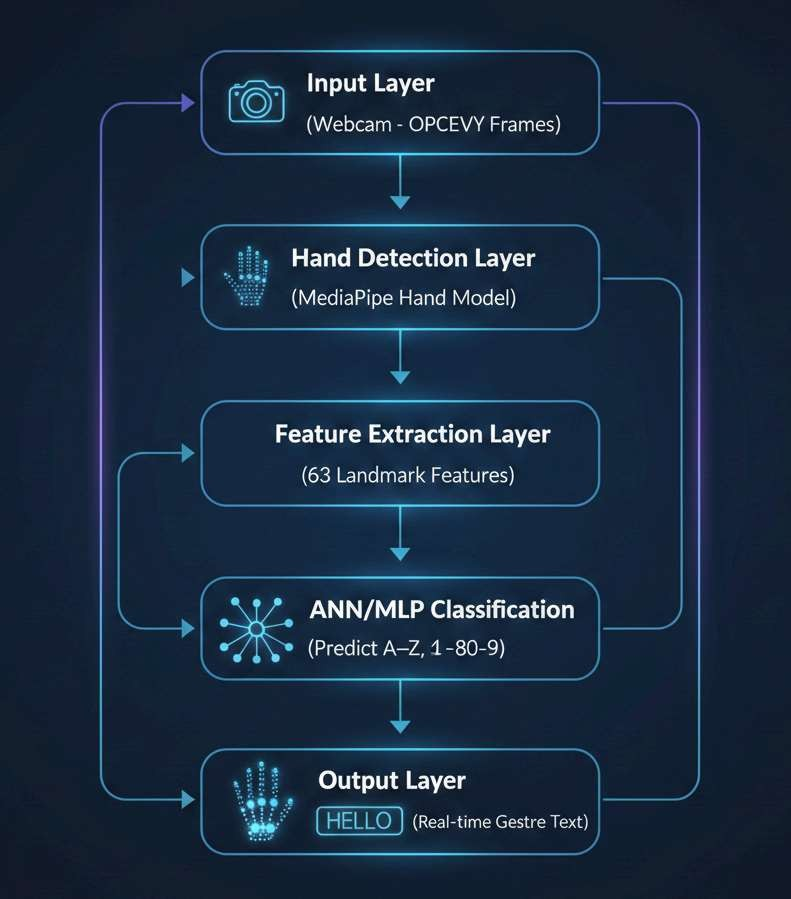 Input Layer
(Webcam - OPCEVY Frames)
Hand Detection Layer
(MediaPipe Hand Model)
Feature Extraction Layer
(63 Landmark Features)
ANN/MLP Classification
(Predict A–Z, 1-80-9)
Output Layer
HELLO (Real-time Gestre Text)